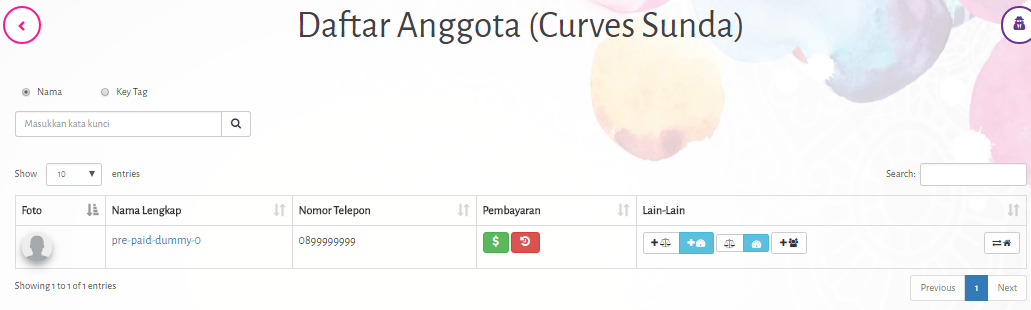 Daftar Anggota (Curves Sunda)
Nama Key Tag
Masukkan kata kunci
Show 10 entries Search:
Foto Nama Lengkap Nomor Telepon Pembayaran Lain-Lain
pre-paid-dummy-0 0899999999
Showing 1 to 1 of 1 entries Previous 1 Next